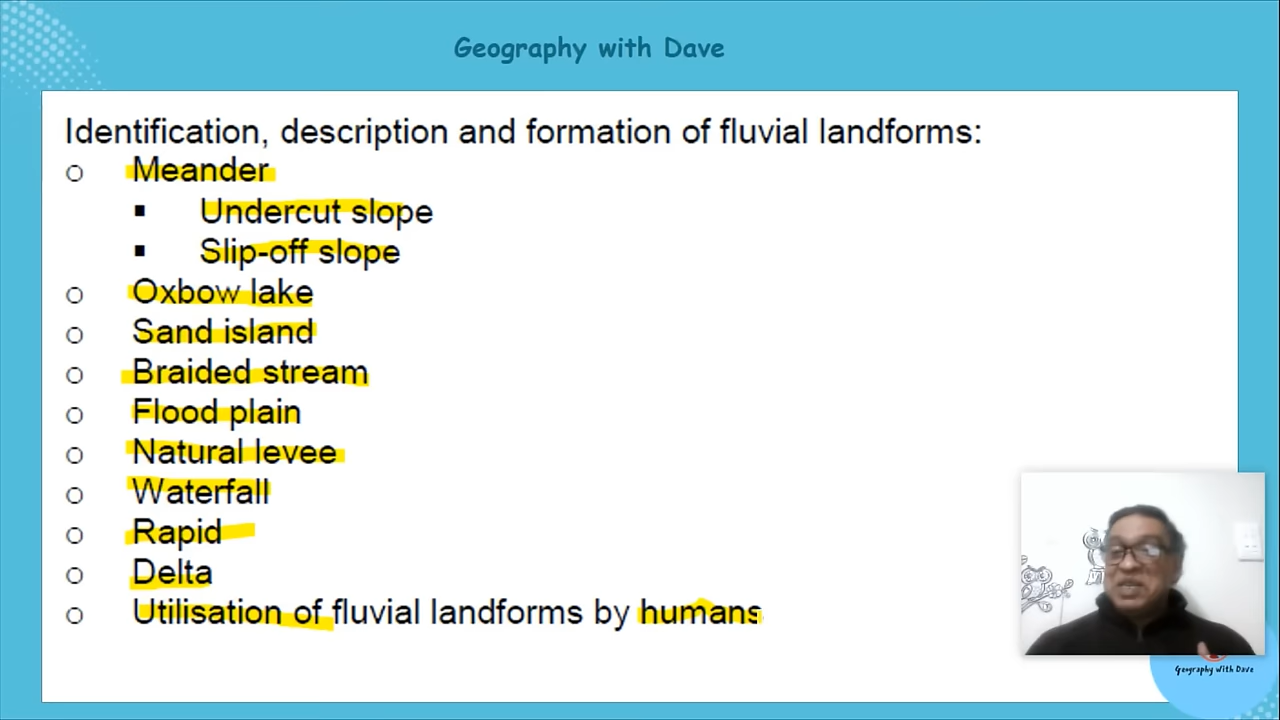 Geography with Dave
Identification, description and formation of fluvial landforms:
o Meander
▪ Undercut slope
▪ Slip-off slope
o Oxbow lake
o Sand island
o Braided stream
o Flood plain
o Natural levee
o Waterfall
o Rapid
o Delta
o Utilisation of fluvial landforms by humans
Geography with Dave